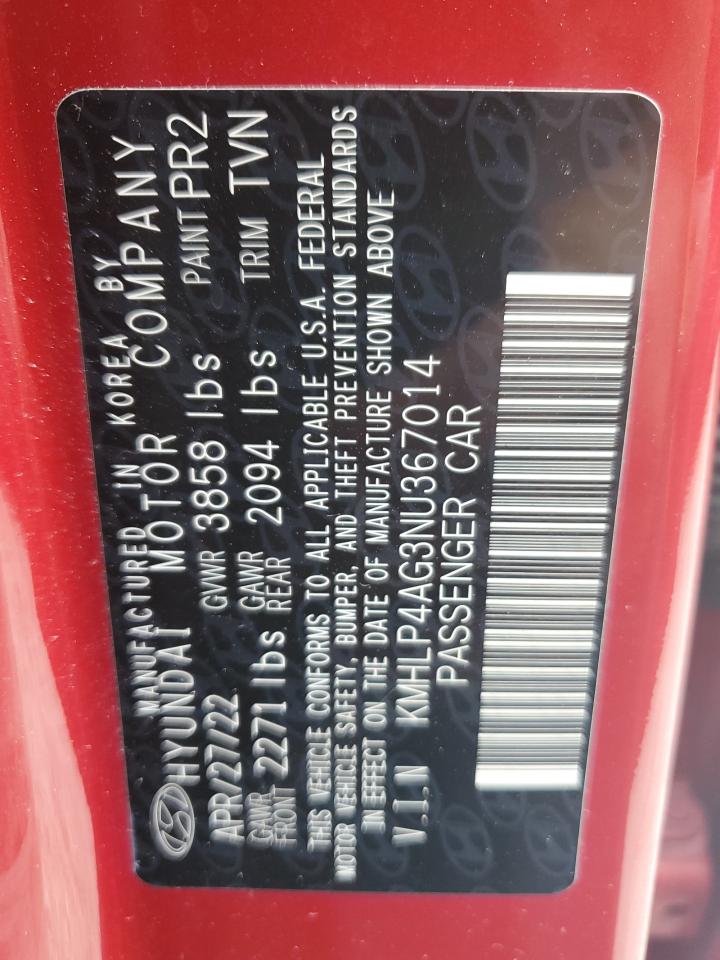 MANUFACTURED IN KOREA BY
HYUNDAI MOTOR COMPANY
APR/27/22 GVWR 3858 lbs PAINT PR2
GAWR FRONT 2271 lbs GAWR REAR 2094 lbs TRIM TVN
THIS VEHICLE CONFORMS TO ALL APPLICABLE U.S.A. FEDERAL
MOTOR VEHICLE SAFETY, BUMPER, AND THEFT PREVENTION STANDARDS
IN EFFECT ON THE DATE OF MANUFACTURE SHOWN ABOVE
V.I.N KMHLP4AG3NU367014
PASSENGER CAR